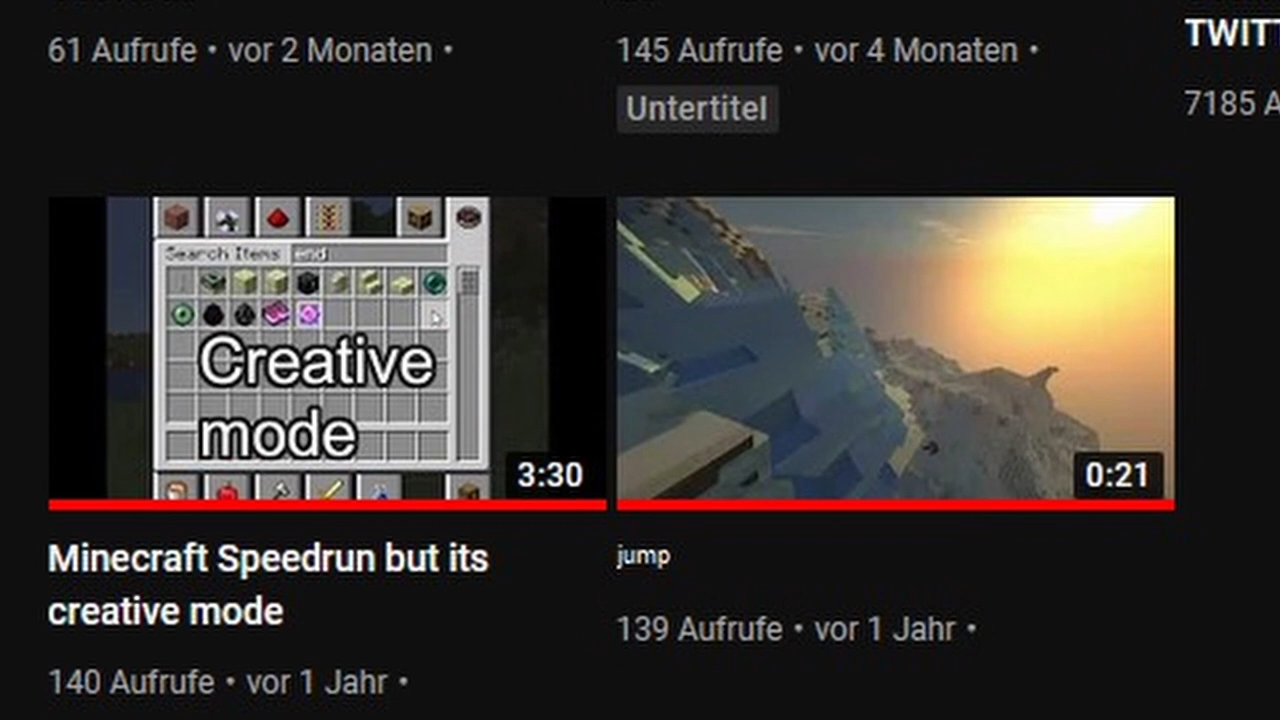 61 Aufrufe • vor 2 Monaten •
145 Aufrufe • vor 4 Monaten •
Untertitel
TWIT
7185 A
Search Items end
Creative
mode
3:30
0:21
Minecraft Speedrun but its
creative mode
140 Aufrufe • vor 1 Jahr •
jump
139 Aufrufe • vor 1 Jahr •